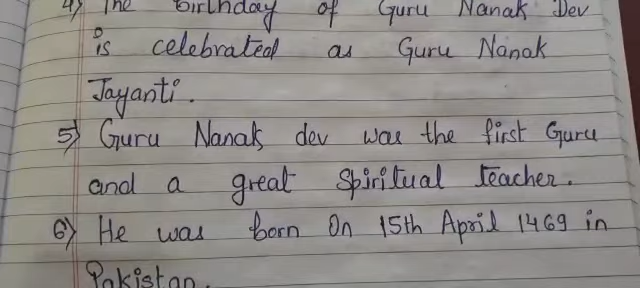 4) The birthday of Guru Nanak Dev
is celebrated as Guru Nanak
Jayanti.
5) Guru Nanak dev was the first Guru
and a great Spiritual teacher.
6) He was born On 15th April 1469 in
Pakistan.